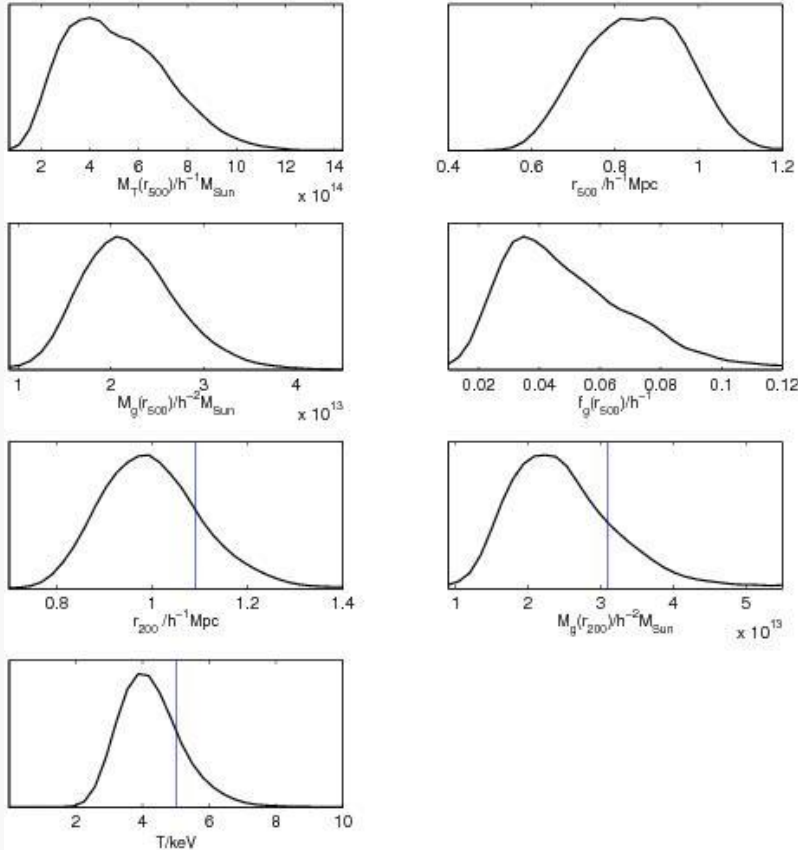 2 4 6 8 10 12 14
M_T(r_500)/h^-1 M_Sun
x 10^14
0.4 0.6 0.8 1 1.2
r_500/h^-1 Mpc
1 2 3 4
M_g(r_500)/h^-2 M_Sun
x 10^13
0.02 0.04 0.06 0.08 0.1 0.12
f_g(r_500)/h^-1
0.8 1 1.2 1.4
r_200/h^-1 Mpc
1 2 3 4 5
M_g(r_200)/h^-2 M_Sun
x 10^13
2 4 6 8 10
T/keV